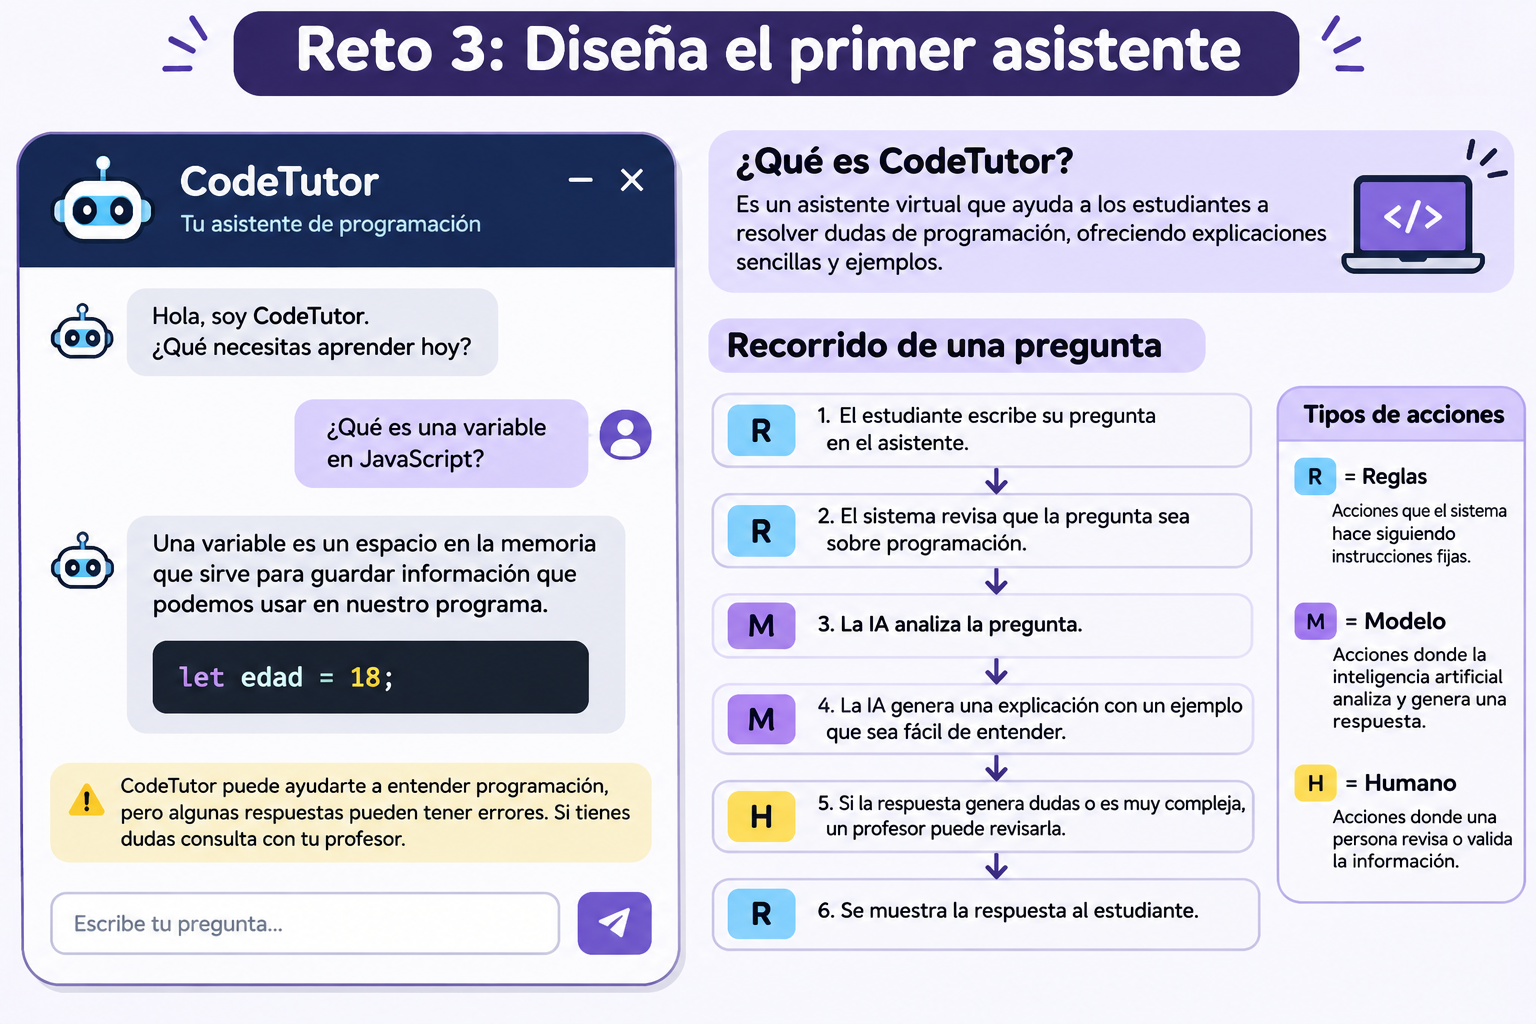 Reto 3: Diseña el primer asistente
CodeTutor
Tu asistente de programación
Hola, soy CodeTutor.
¿Qué necesitas aprender hoy?
¿Qué es una variable
en JavaScript?
Una variable es un espacio en la memoria
que sirve para guardar información que
podemos usar en nuestro programa.
let edad = 18;
CodeTutor puede ayudarte a entender programación,
pero algunas respuestas pueden tener errores. Si tienes
dudas consulta con tu profesor.
Escribe tu pregunta...
¿Qué es CodeTutor?
Es un asistente virtual que ayuda a los estudiantes a
resolver dudas de programación, ofreciendo explicaciones
sencillas y ejemplos.
</>
Recorrido de una pregunta
R
1. El estudiante escribe su pregunta
en el asistente.
R
2. El sistema revisa que la pregunta sea
sobre programación.
M
3. La IA analiza la pregunta.
M
4. La IA genera una explicación con un ejemplo
que sea fácil de entender.
H
5. Si la respuesta genera dudas o es muy compleja,
un profesor puede revisarla.
R
6. Se muestra la respuesta al estudiante.
Tipos de acciones
R = Reglas
Acciones que el sistema
hace siguiendo
instrucciones fijas.
M = Modelo
Acciones donde la
inteligencia artificial
analiza y genera una
respuesta.
H = Humano
Acciones donde una
persona revisa o valida
la información.